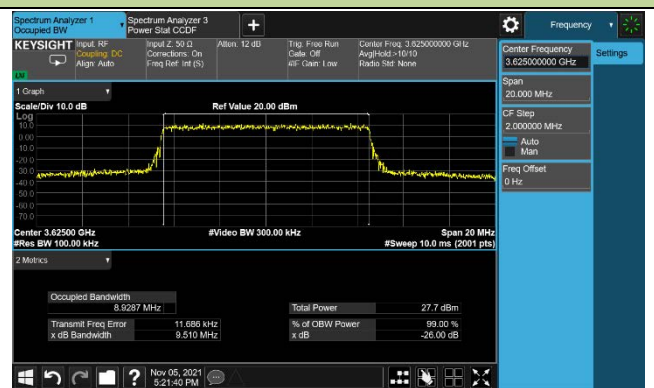 Spectrum Analyzer 1
Occupied BW
Spectrum Analyzer 3
Power Stat CCDF
Frequency
KEYSIGHT
Input: RF
Coupling: DC
Align: Auto
Input Z: 50 Ω
Corrections: On
Freq Ref: Int (S)
Atten: 12 dB
Trig: Free Run
Gate: Off
#IF Gain: Low
Center Freq: 3.625000000 GHz
Avg|Hold:>10/10
Radio Std: None
Center Frequency
3.625000000 GHz
Settings
Span
20.000 MHz
CF Step
2.000000 MHz
Auto
Man
Freq Offset
0 Hz
1 Graph
Scale/Div 10.0 dB
Ref Value 20.00 dBm
Log
10.0
0.00
-10.0
-20.0
-30.0
-40.0
-50.0
-60.0
-70.0
Center 3.62500 GHz
#Video BW 300.00 kHz
Span 20 MHz
#Res BW 100.00 kHz
#Sweep 10.0 ms (2001 pts)
2 Metrics
Occupied Bandwidth
8.9287 MHz
Total Power 27.7 dBm
Transmit Freq Error 11.686 kHz
% of OBW Power 99.00 %
x dB Bandwidth 9.510 MHz
x dB -26.00 dB
Nov 05, 2021
5:21:40 PM